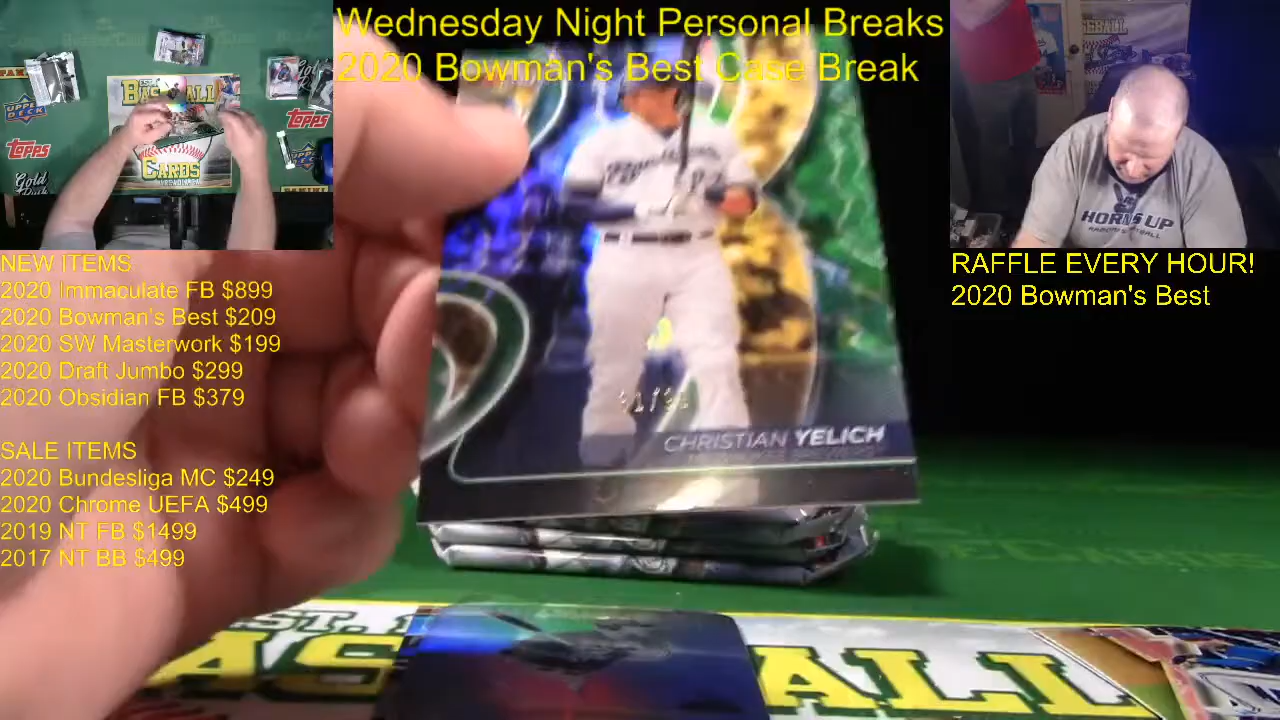 Wednesday Night Personal Breaks
2020 Bowman's Best Case Break
NEW ITEMS
2020 Immaculate FB $899
2020 Bowman's Best $209
2020 SW Masterwork $199
2020 Draft Jumbo $299
2020 Obsidian FB $379
SALE ITEMS
2020 Bundesliga MC $249
2020 Chrome UEFA $499
2019 NT FB $1499
2017 NT BB $499
RAFFLE EVERY HOUR!
2020 Bowman's Best
CHRISTIAN YELICH
UPPER DECK
Topps
Gold
CARDS
Topps
HORNS UP
EST.
BASEBALL